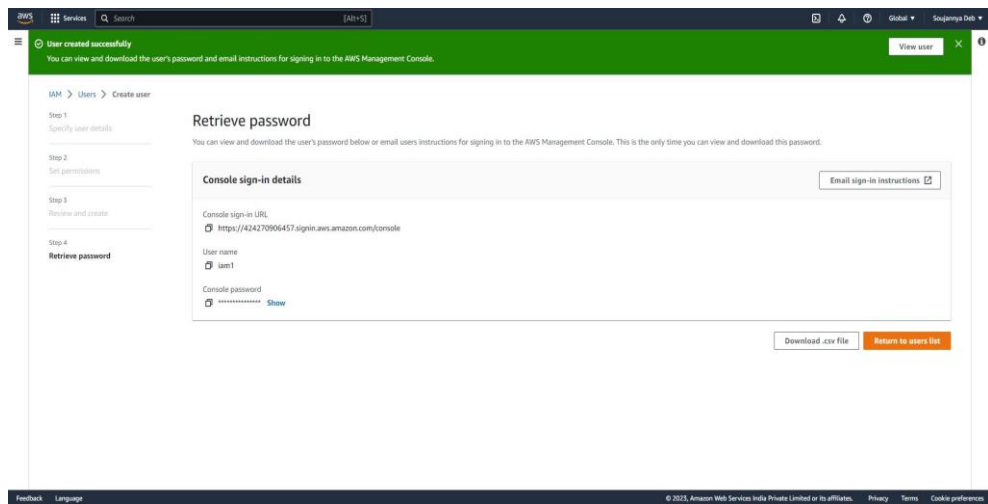 aws
Services
Search
[Alt+S]
Global ▼
Soujannya Deb ▼
User created successfully
You can view and download the user's password and email instructions for signing in to the AWS Management Console.
View user
IAM > Users > Create user
Step 1
Specify user details
Step 2
Set permissions
Step 3
Review and create
Step 4
Retrieve password
Retrieve password
You can view and download the user's password below or email users instructions for signing in to the AWS Management Console. This is the only time you can view and download this password.
Console sign-in details
Email sign-in instructions
Console sign-in URL
https://424270906457.signin.aws.amazon.com/console
User name
iam1
Console password
************** Show
Download .csv file
Return to users list
Feedback
Language
© 2023, Amazon Web Services India Private Limited or its affiliates.
Privacy
Terms
Cookie preferences